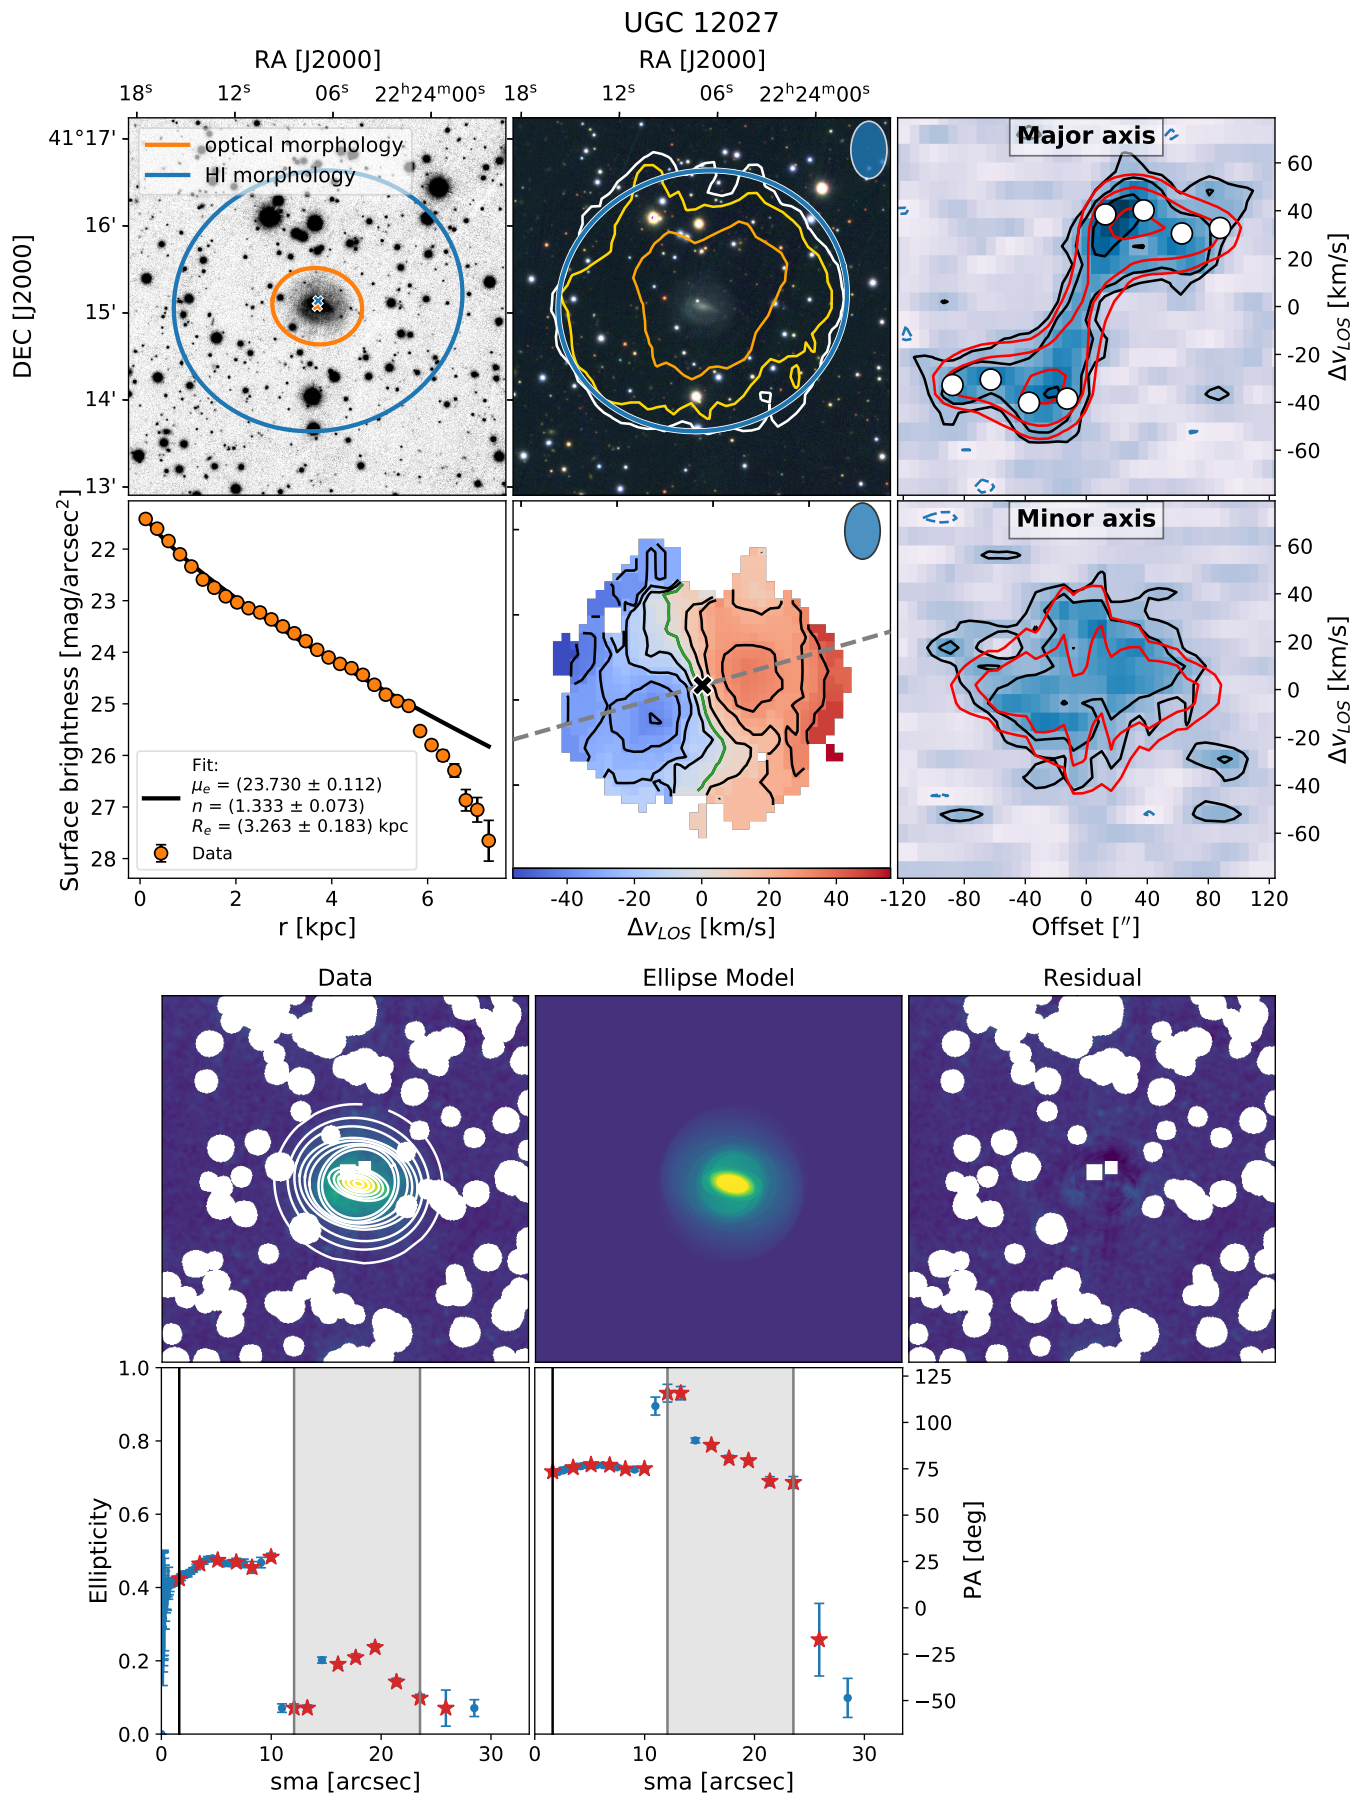 UGC 12027
RA [J2000]
RA [J2000]
18ˢ 12ˢ 06ˢ 22ʰ24ᵐ00ˢ
18ˢ 12ˢ 06ˢ 22ʰ24ᵐ00ˢ
optical morphology
HI morphology
Major axis
41°17'
16'
15'
14'
13'
DEC [J2000]
60
40
20
0
-20
-40
-60
Δv_LOS [km/s]
Minor axis
Surface brightness [mag/arcsec²]
22
23
24
25
26
27
28
Fit:
μ_e = (23.730 ± 0.112)
n = (1.333 ± 0.073)
R_e = (3.263 ± 0.183) kpc
Data
60
40
20
0
-20
-40
-60
Δv_LOS [km/s]
0 2 4 6
r [kpc]
-40 -20 0 20 40
Δv_LOS [km/s]
-120 -80 -40 0 40 80 120
Offset [″]
Data
Ellipse Model
Residual
1.0
0.8
0.6
0.4
0.2
0.0
Ellipticity
125
100
75
50
25
0
−25
−50
PA [deg]
0 10 20 30
sma [arcsec]
0 10 20 30
sma [arcsec]